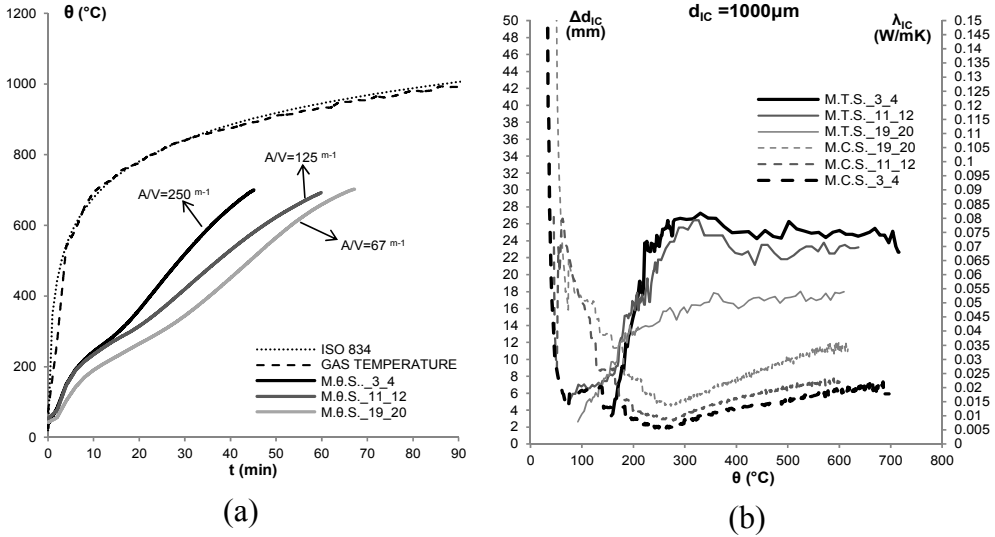 θ (°C)
1200
1000
800
600
400
200
0
A/V=250 m-1
A/V=125 m-1
A/V=67 m-1
ISO 834
GAS TEMPERATURE
M.θ.S.._3_4
M.θ.S._11_12
M.θ.S._19_20
0 10 20 30 40 50 60 70 80 90
t (min)
(a)
dIC =1000μm
ΔdIC
(mm)
λIC
(W/mK)
50
48
46
44
42
40
38
36
34
32
30
28
26
24
22
20
18
16
14
12
10
8
6
4
2
0
M.T.S._3_4
M.T.S._11_12
M.T.S._19_20
M.C.S._19_20
M.C.S._11_12
M.C.S._3_4
0.15
0.145
0.14
0.135
0.13
0.125
0.12
0.115
0.11
0.105
0.1
0.095
0.09
0.085
0.08
0.075
0.07
0.065
0.06
0.055
0.05
0.045
0.04
0.035
0.03
0.025
0.02
0.015
0.01
0.005
0
0 100 200 300 400 500 600 700 800
θ (°C)
(b)